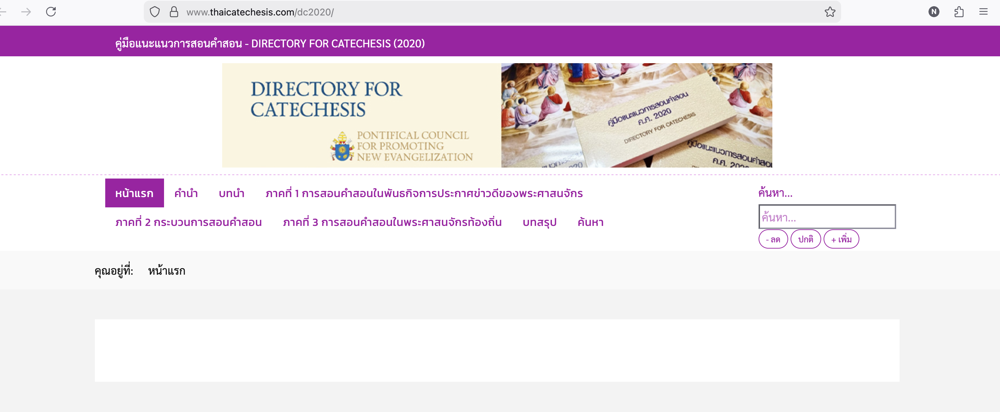 www.thaicatechesis.com/dc2020/
N
คู่มือแนะแนวการสอนคำสอน - DIRECTORY FOR CATECHESIS (2020)
DIRECTORY FOR
CATECHESIS
PONTIFICAL COUNCIL
FOR PROMOTING
NEW EVANGELIZATION
คู่มือแนะแนวการสอนคำสอน
ค.ศ. 2020
DIRECTORY FOR CATECHESIS
คู่มือแนะแนวการสอนคำสอ
ค.ศ. 2020
หน้าแรก คำนำ บทนำ ภาคที่ 1 การสอนคำสอนในพันธกิจการประกาศข่าวดีของพระศาสนจักร
ภาคที่ 2 กระบวนการสอนคำสอน ภาคที่ 3 การสอนคำสอนในพระศาสนจักรท้องถิ่น บทสรุป ค้นหา
ค้นหา...
ค้นหา...
- ลด ปกติ + เพิ่ม
คุณอยู่ที่: หน้าแรก